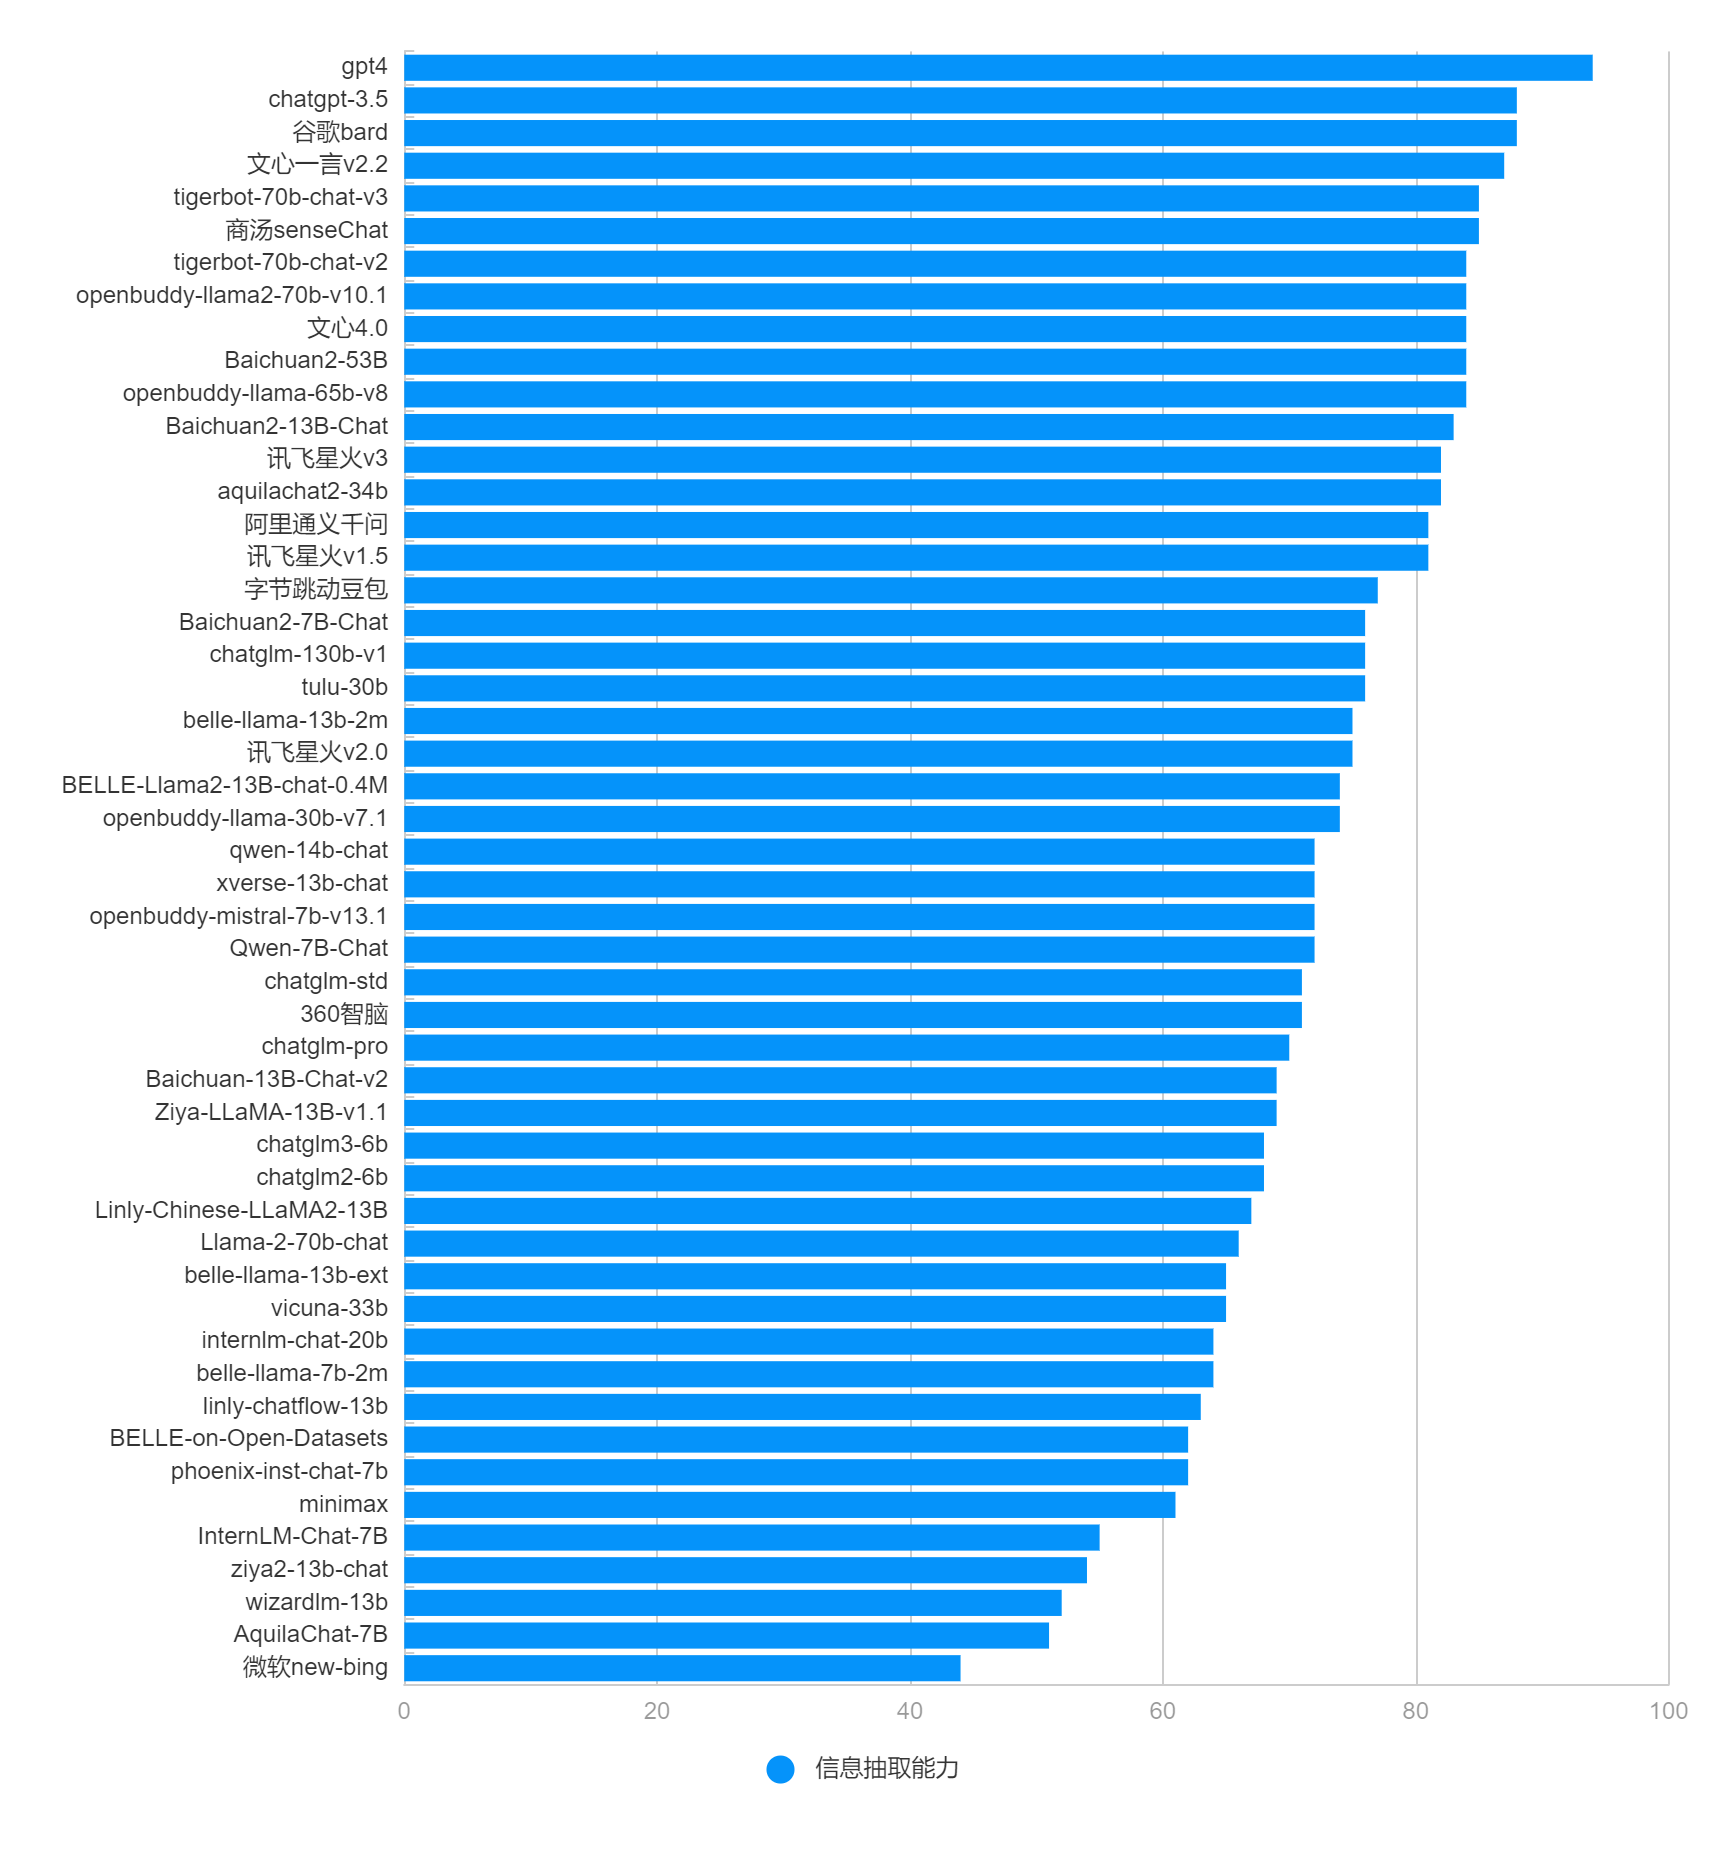 gpt4
chatgpt-3.5
谷歌bard
文心一言v2.2
tigerbot-70b-chat-v3
商汤senseChat
tigerbot-70b-chat-v2
openbuddy-llama2-70b-v10.1
文心4.0
Baichuan2-53B
openbuddy-llama-65b-v8
Baichuan2-13B-Chat
讯飞星火v3
aquilachat2-34b
阿里通义千问
讯飞星火v1.5
字节跳动豆包
Baichuan2-7B-Chat
chatglm-130b-v1
tulu-30b
belle-llama-13b-2m
讯飞星火v2.0
BELLE-Llama2-13B-chat-0.4M
openbuddy-llama-30b-v7.1
qwen-14b-chat
xverse-13b-chat
openbuddy-mistral-7b-v13.1
Qwen-7B-Chat
chatglm-std
360智脑
chatglm-pro
Baichuan-13B-Chat-v2
Ziya-LLaMA-13B-v1.1
chatglm3-6b
chatglm2-6b
Linly-Chinese-LLaMA2-13B
Llama-2-70b-chat
belle-llama-13b-ext
vicuna-33b
internlm-chat-20b
belle-llama-7b-2m
linly-chatflow-13b
BELLE-on-Open-Datasets
phoenix-inst-chat-7b
minimax
InternLM-Chat-7B
ziya2-13b-chat
wizardlm-13b
AquilaChat-7B
微软new-bing
0 20 40 60 80 100
信息抽取能力